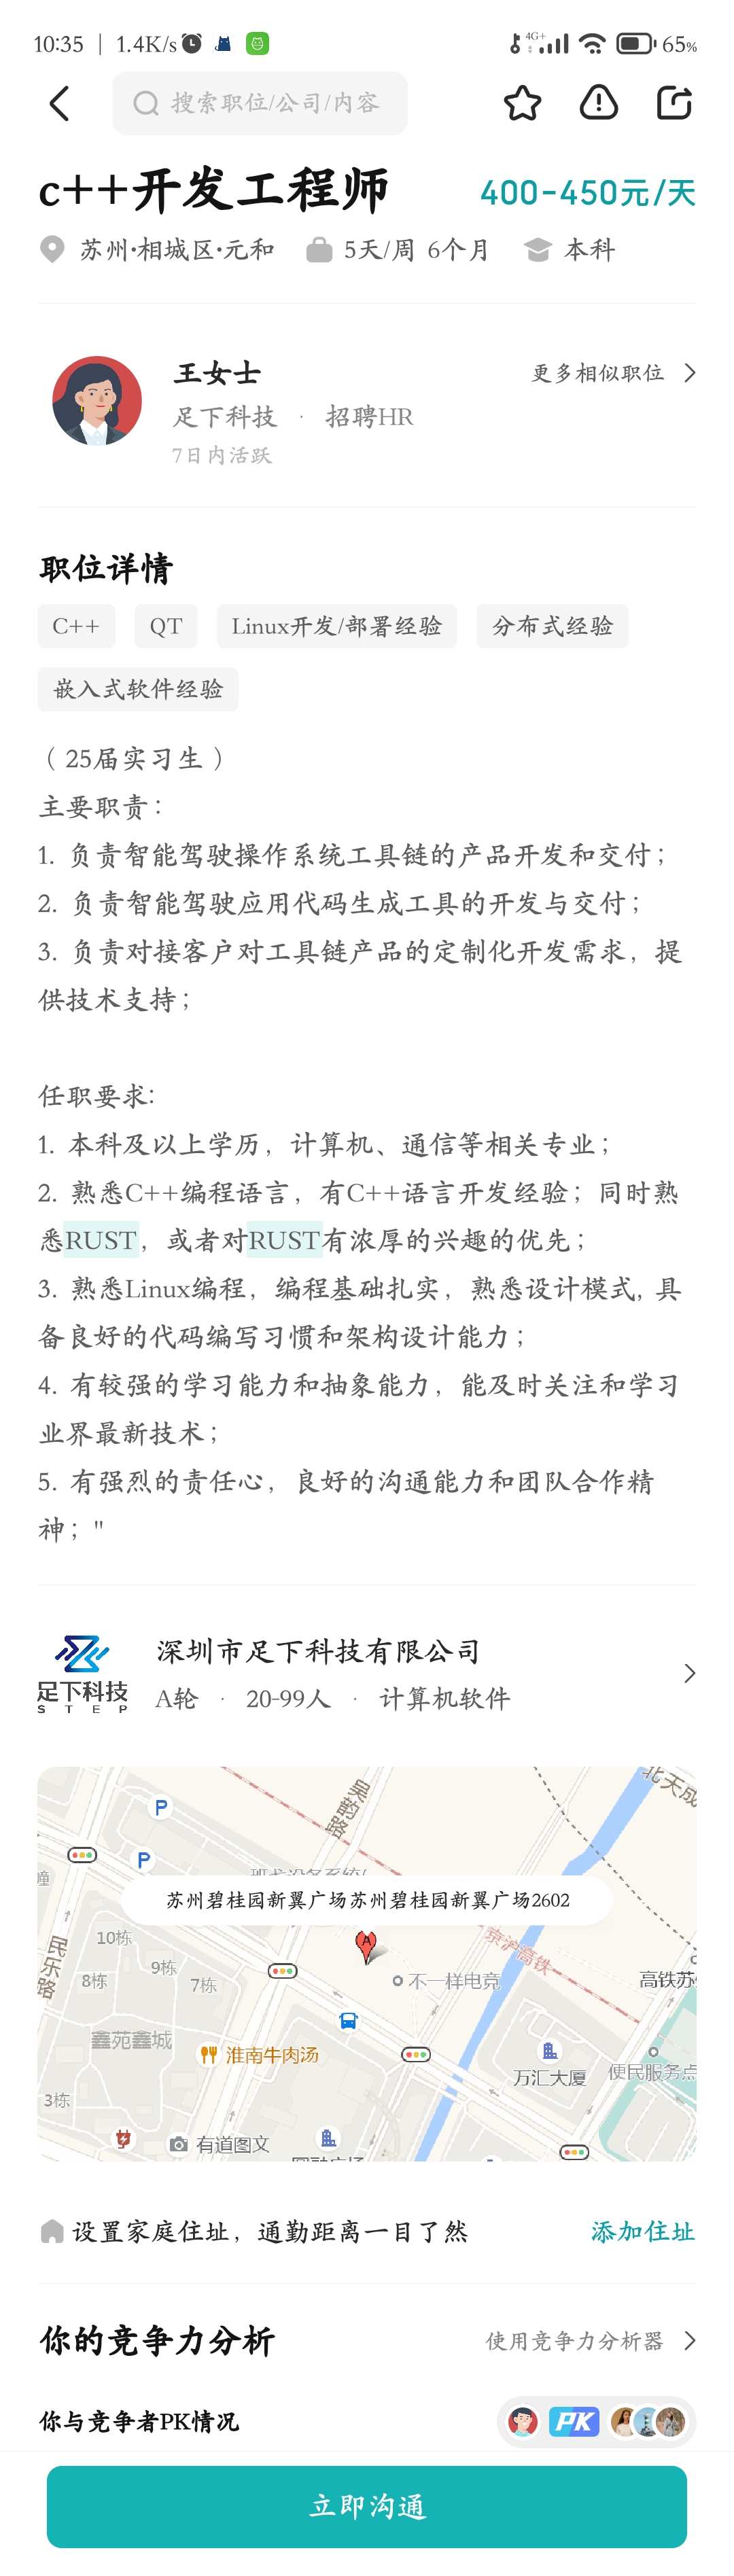 10:35 | 1.4K/s 4G+ 65%
搜索职位/公司/内容
c++开发工程师 400-450元/天
苏州·相城区·元和 5天/周 6个月 本科
王女士 更多相似职位
足下科技 · 招聘HR
7日内活跃
职位详情
C++ QT Linux开发/部署经验 分布式经验
嵌入式软件经验
（25届实习生）
主要职责：
1. 负责智能驾驶操作系统工具链的产品开发和交付；
2. 负责智能驾驶应用代码生成工具的开发与交付；
3. 负责对接客户对工具链产品的定制化开发需求，提
供技术支持；
任职要求:
1. 本科及以上学历，计算机、通信等相关专业；
2. 熟悉C++编程语言，有C++语言开发经验；同时熟
悉RUST，或者对RUST有浓厚的兴趣的优先；
3. 熟悉Linux编程，编程基础扎实，熟悉设计模式, 具
备良好的代码编写习惯和架构设计能力；
4. 有较强的学习能力和抽象能力，能及时关注和学习
业界最新技术；
5. 有强烈的责任心，良好的沟通能力和团队合作精
神；"
深圳市足下科技有限公司
足下科技
STEP
A轮 · 20-99人 · 计算机软件
北天成
P
吴韵路
P
幢
苏州碧桂园新翼广场苏州碧桂园新翼广场2602
A
10栋
民乐路
9栋
8栋
7栋
京沪高铁
不一样电竞
高铁苏
鑫苑鑫城
淮南牛肉汤
万汇大厦
便民服务点
3栋
有道图文
设置家庭住址，通勤距离一目了然 添加住址
你的竞争力分析 使用竞争力分析器
你与竞争者PK情况 PK
立即沟通